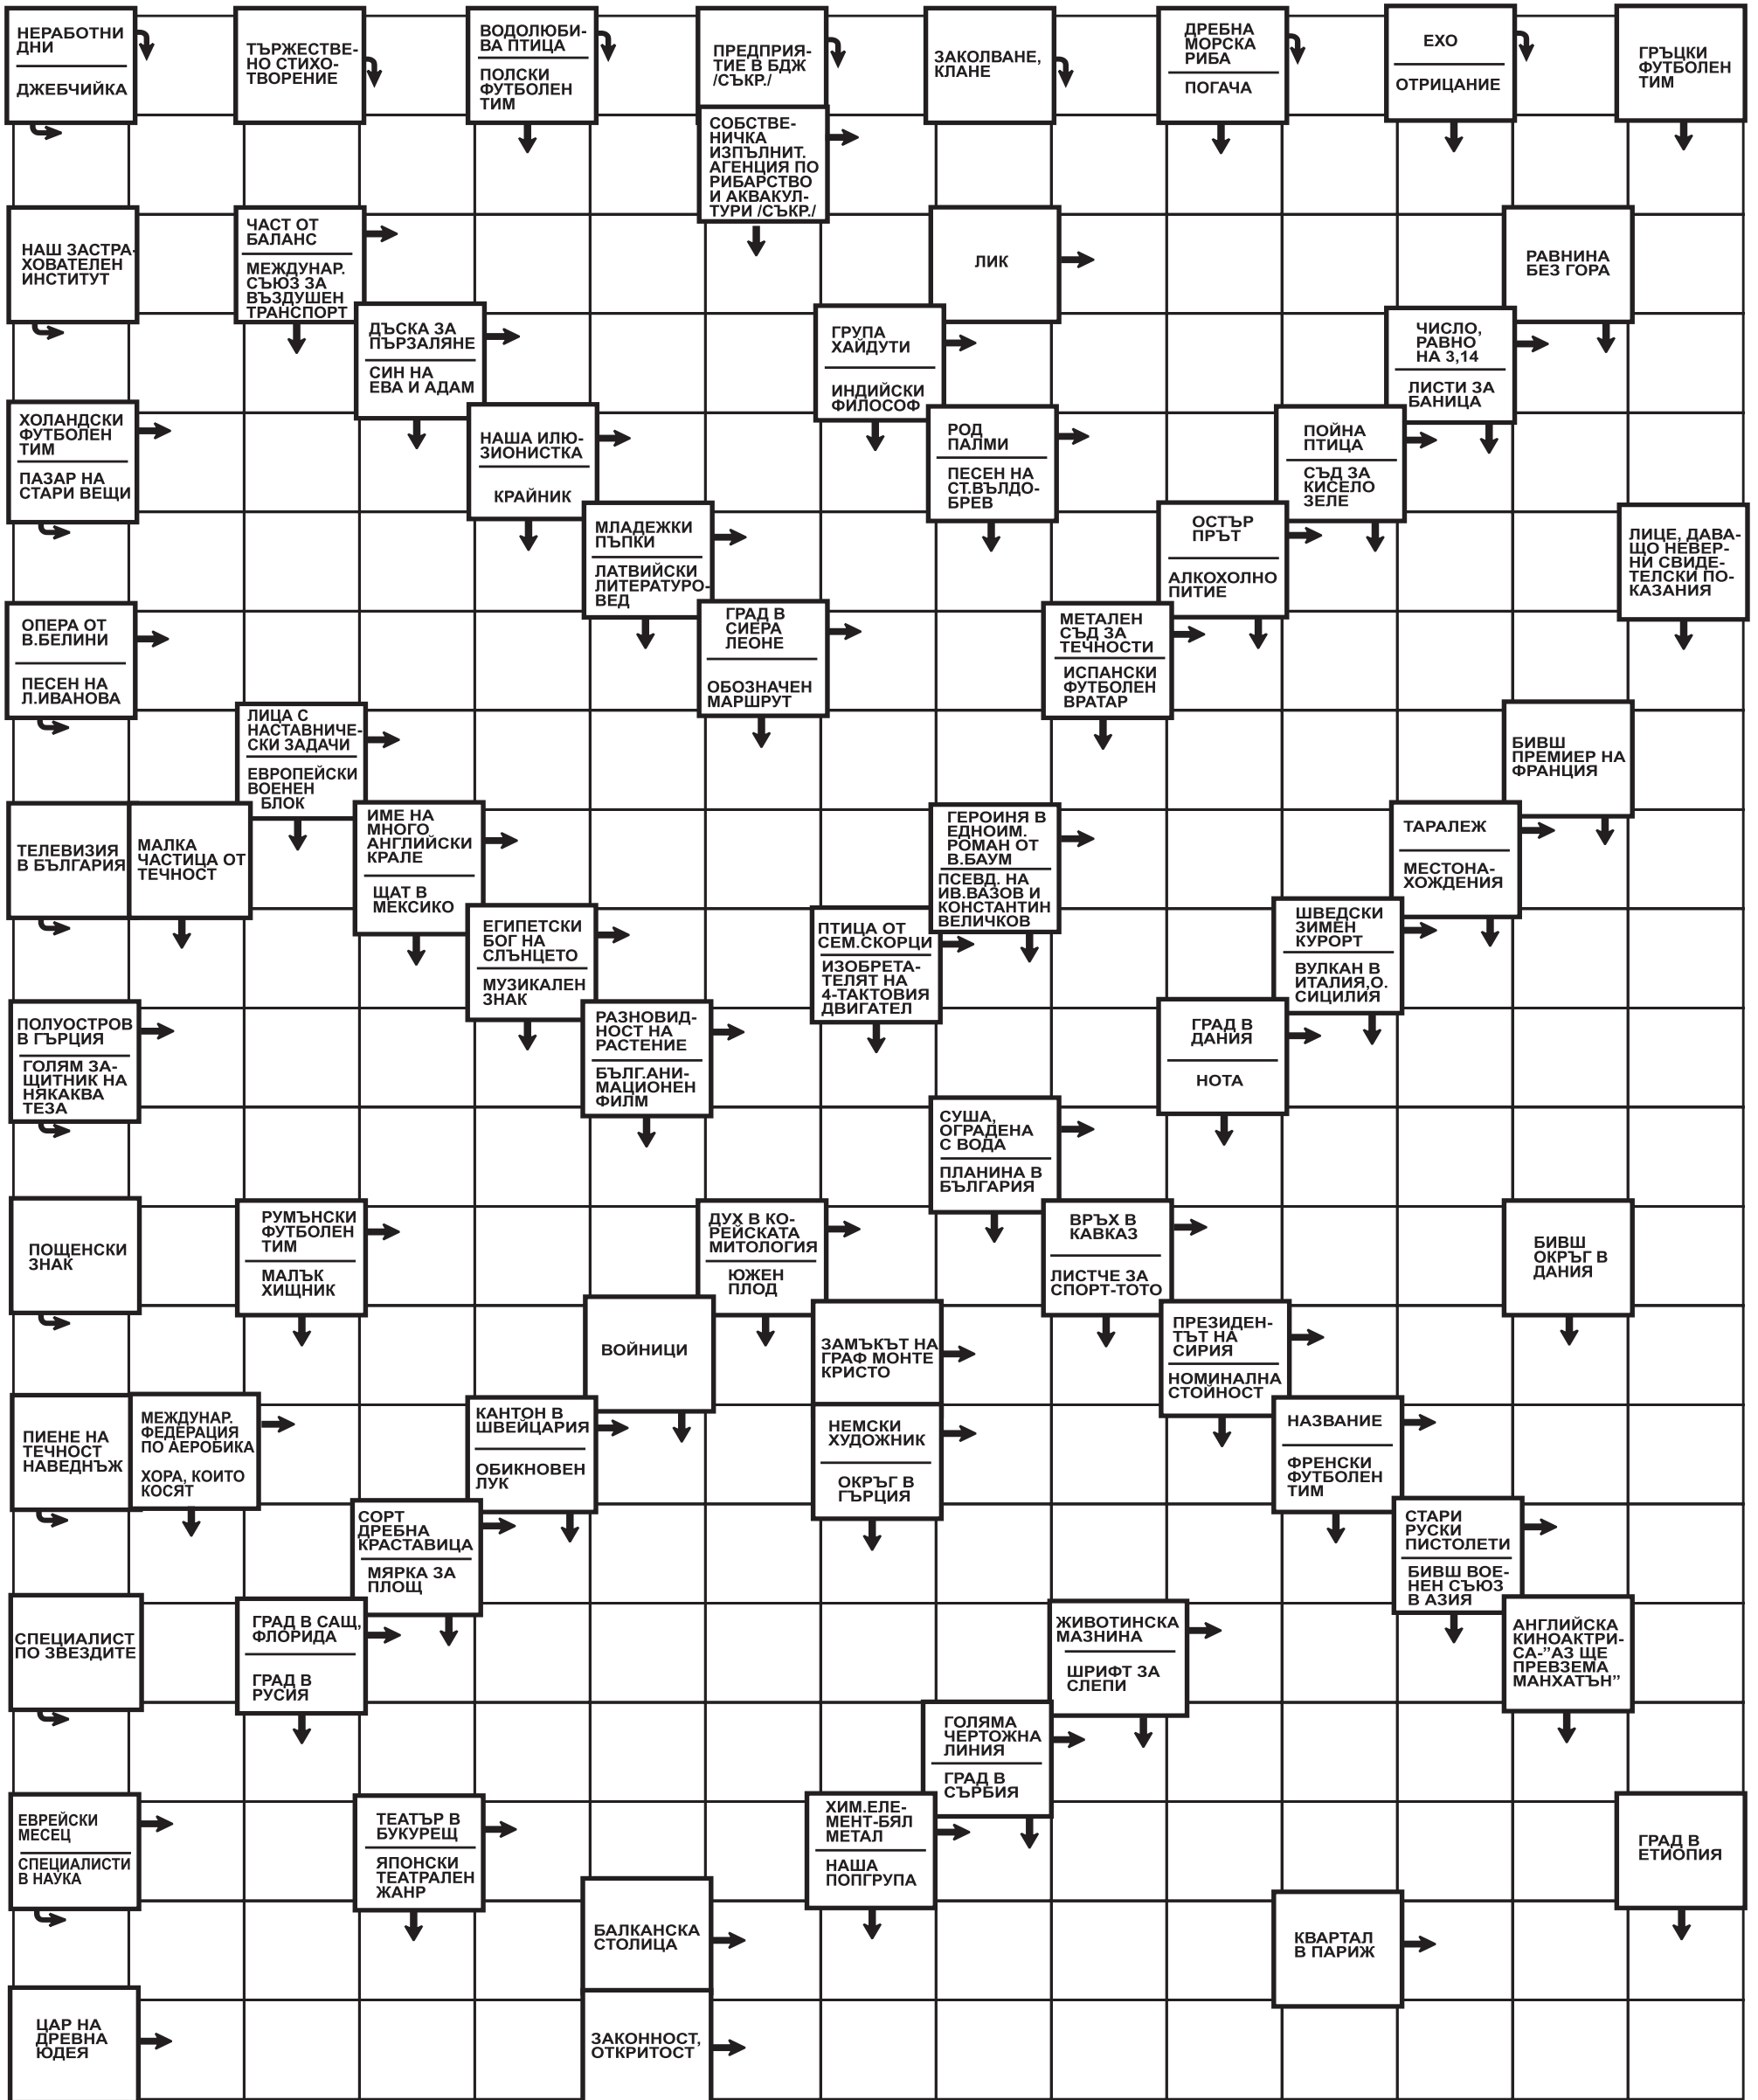 НЕРАБОТНИ
ДНИ
ДЖЕБЧИЙКА
ТЪРЖЕСТВЕ-
НО СТИХО-
ТВОРЕНИЕ
ВОДОЛЮБИ-
ВА ПТИЦА
ПОЛСКИ
ФУТБОЛЕН
ТИМ
ПРЕДПРИЯ-
ТИЕ В БДЖ
/СЪКР./
ЗАКОЛВАНЕ,
КЛАНЕ
ДРЕБНА
МОРСКА
РИБА
ПОГАЧА
ЕХО
ОТРИЦАНИЕ
ГРЪЦКИ
ФУТБОЛЕН
ТИМ
СОБСТВЕ-
НИЧКА
ИЗПЪЛНИТ.
АГЕНЦИЯ ПО
РИБАРСТВО
И АКВАКУЛ-
ТУРИ /СЪКР./
НАШ ЗАСТРА-
ХОВАТЕЛЕН
ИНСТИТУТ
ЧАСТ ОТ
БАЛАНС
МЕЖДУНАР.
СЪЮЗ ЗА
ВЪЗДУШЕН
ТРАНСПОРТ
ЛИК
РАВНИНА
БЕЗ ГОРА
ДЪСКА ЗА
ПЪРЗАЛЯНЕ
СИН НА
ЕВА И АДАМ
ГРУПА
ХАЙДУТИ
ИНДИЙСКИ
ФИЛОСОФ
ЧИСЛО,
РАВНО
НА 3,14
ЛИСТИ ЗА
БАНИЦА
ХОЛАНДСКИ
ФУТБОЛЕН
ТИМ
ПАЗАР НА
СТАРИ ВЕЩИ
НАША ИЛЮ-
ЗИОНИСТКА
КРАЙНИК
РОД
ПАЛМИ
ПЕСЕН НА
СТ.ВЪЛДО-
БРЕВ
ПОЙНА
ПТИЦА
СЪД ЗА
КИСЕЛО
ЗЕЛЕ
МЛАДЕЖКИ
ПЪПКИ
ЛАТВИЙСКИ
ЛИТЕРАТУРО-
ВЕД
ОСТЪР
ПРЪТ
АЛКОХОЛНО
ПИТИЕ
ЛИЦЕ, ДАВА-
ЩО НЕВЕР-
НИ СВИДЕ-
ТЕЛСКИ ПО-
КАЗАНИЯ
ОПЕРА ОТ
В.БЕЛИНИ
ПЕСЕН НА
Л.ИВАНОВА
ГРАД В
СИЕРА
ЛЕОНЕ
ОБОЗНАЧЕН
МАРШРУТ
МЕТАЛЕН
СЪД ЗА
ТЕЧНОСТИ
ИСПАНСКИ
ФУТБОЛЕН
ВРАТАР
ЛИЦА С
НАСТАВНИЧЕ-
СКИ ЗАДАЧИ
ЕВРОПЕЙСКИ
ВОЕНЕН
БЛОК
БИВШ
ПРЕМИЕР НА
ФРАНЦИЯ
ТЕЛЕВИЗИЯ
В БЪЛГАРИЯ
МАЛКА
ЧАСТИЦА ОТ
ТЕЧНОСТ
ИМЕ НА
МНОГО
АНГЛИЙСКИ
КРАЛЕ
ЩАТ В
МЕКСИКО
ГЕРОИНЯ В
ЕДНОИМ.
РОМАН ОТ
В.БАУМ
ПСЕВД. НА
ИВ.ВАЗОВ И
КОНСТАНТИН
ВЕЛИЧКОВ
ТАРАЛЕЖ
МЕСТОНА-
ХОЖДЕНИЯ
ЕГИПЕТСКИ
БОГ НА
СЛЪНЦЕТО
МУЗИКАЛЕН
ЗНАК
ПТИЦА ОТ
СЕМ.СКОРЦИ
ИЗОБРЕТА-
ТЕЛЯТ НА
4-ТАКТОВИЯ
ДВИГАТЕЛ
ШВЕДСКИ
ЗИМЕН
КУРОРТ
ВУЛКАН В
ИТАЛИЯ,О.
СИЦИЛИЯ
ПОЛУОСТРОВ
В ГЪРЦИЯ
ГОЛЯМ ЗА-
ЩИТНИК НА
НЯКАКВА
ТЕЗА
РАЗНОВИД-
НОСТ НА
РАСТЕНИЕ
БЪЛГ.АНИ-
МАЦИОНЕН
ФИЛМ
ГРАД В
ДАНИЯ
НОТА
СУША,
ОГРАДЕНА
С ВОДА
ПЛАНИНА В
БЪЛГАРИЯ
ПОЩЕНСКИ
ЗНАК
РУМЪНСКИ
ФУТБОЛЕН
ТИМ
МАЛЪК
ХИЩНИК
ДУХ В КО-
РЕЙСКАТА
МИТОЛОГИЯ
ЮЖЕН
ПЛОД
ВРЪХ В
КАВКАЗ
ЛИСТЧЕ ЗА
СПОРТ-ТОТО
БИВШ
ОКРЪГ В
ДАНИЯ
ВОЙНИЦИ
ЗАМЪКЪТ НА
ГРАФ МОНТЕ
КРИСТО
ПРЕЗИДЕН-
ТЪТ НА
СИРИЯ
НОМИНАЛНА
СТОЙНОСТ
ПИЕНЕ НА
ТЕЧНОСТ
НАВЕДНЪЖ
МЕЖДУНАР.
ФЕДЕРАЦИЯ
ПО АЕРОБИКА
ХОРА, КОИТО
КОСЯТ
КАНТОН В
ШВЕЙЦАРИЯ
ОБИКНОВЕН
ЛУК
НЕМСКИ
ХУДОЖНИК
ОКРЪГ В
ГЪРЦИЯ
НАЗВАНИЕ
ФРЕНСКИ
ФУТБОЛЕН
ТИМ
СОРТ
ДРЕБНА
КРАСТАВИЦА
МЯРКА ЗА
ПЛОЩ
СТАРИ
РУСКИ
ПИСТОЛЕТИ
БИВШ ВОЕ-
НЕН СЪЮЗ
В АЗИЯ
СПЕЦИАЛИСТ
ПО ЗВЕЗДИТЕ
ГРАД В САЩ,
ФЛОРИДА
ГРАД В
РУСИЯ
ЖИВОТИНСКА
МАЗНИНА
ШРИФТ ЗА
СЛЕПИ
АНГЛИЙСКА
КИНОАКТРИ-
СА-"АЗ ЩЕ
ПРЕВЗЕМА
МАНХАТЪН"
ГОЛЯМА
ЧЕРТОЖНА
ЛИНИЯ
ГРАД В
СЪРБИЯ
ЕВРЕЙСКИ
МЕСЕЦ
СПЕЦИАЛИСТИ
В НАУКА
ТЕАТЪР В
БУКУРЕЩ
ЯПОНСКИ
ТЕАТРАЛЕН
ЖАНР
ХИМ.ЕЛЕ-
МЕНТ-БЯЛ
МЕТАЛ
НАША
ПОПГРУПА
ГРАД В
ЕТИОПИЯ
БАЛКАНСКА
СТОЛИЦА
КВАРТАЛ
В ПАРИЖ
ЦАР НА
ДРЕВНА
ЮДЕЯ
ЗАКОННОСТ,
ОТКРИТОСТ